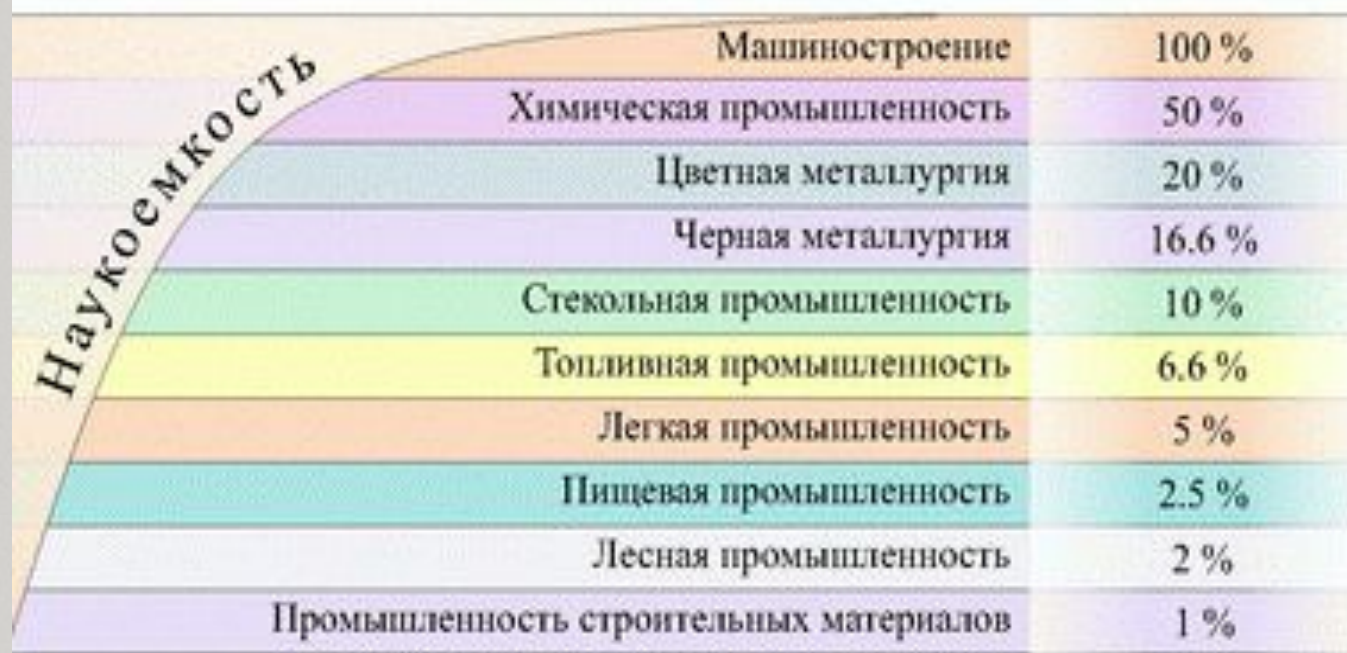 Наукоемкость
Машиностроение 100 %
Химическая промышленность 50 %
Цветная металлургия 20 %
Черная металлургия 16.6 %
Стекольная промышленность 10 %
Топливная промышленность 6.6 %
Легкая промышленность 5 %
Пищевая промышленность 2.5 %
Лесная промышленность 2 %
Промышленность строительных материалов 1 %